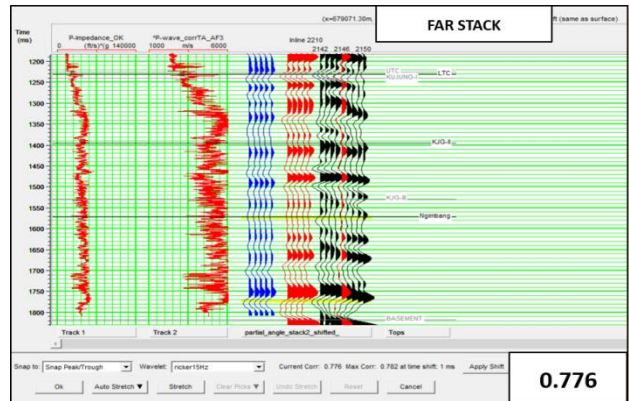 (x=679071.30m,
FAR STACK
ft (same as surface)
Time
(ms)
P-impedance_OK
0 (ft/s)*(g 140000
*P-wave_corrTA_AF3
1000 m/s 6000
Inline 2210
2142 2146 2150
1200
1250
1300
1350
1400
1450
1500
1550
1600
1650
1700
1750
1800
UTC
LTC
KUJUNG-I
KJG-II
KJG-III
Ngimbang
BASEMENT
Track 1 Track 2 partial_angle_stack2_shifted_ Tops
Snap to: Snap Peak/Trough Wavelet: ricker15Hz Current Corr: 0.776 Max Corr: 0.782 at time shift: 1 ms Apply Shift
Ok Auto Stretch ▼ Stretch Clear Picks ▼ Undo Stretch Reset Cancel
0.776